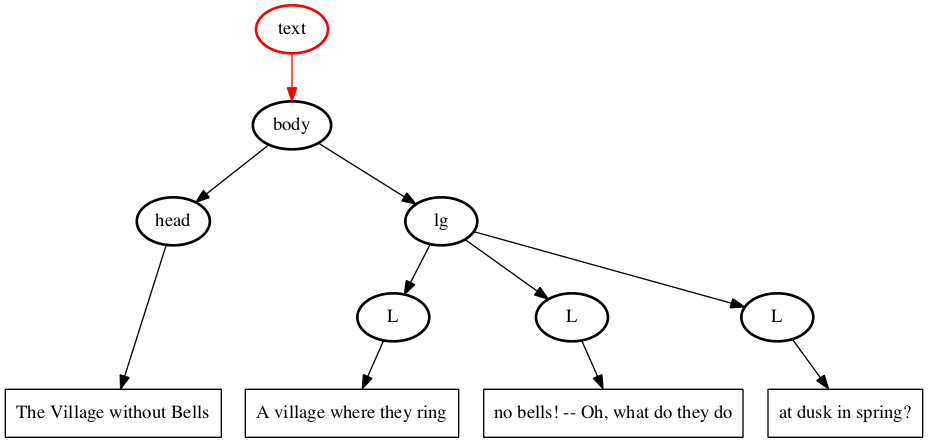 text
body
head
lg
L
L
L
The Village without Bells
A village where they ring
no bells! -- Oh, what do they do
at dusk in spring?